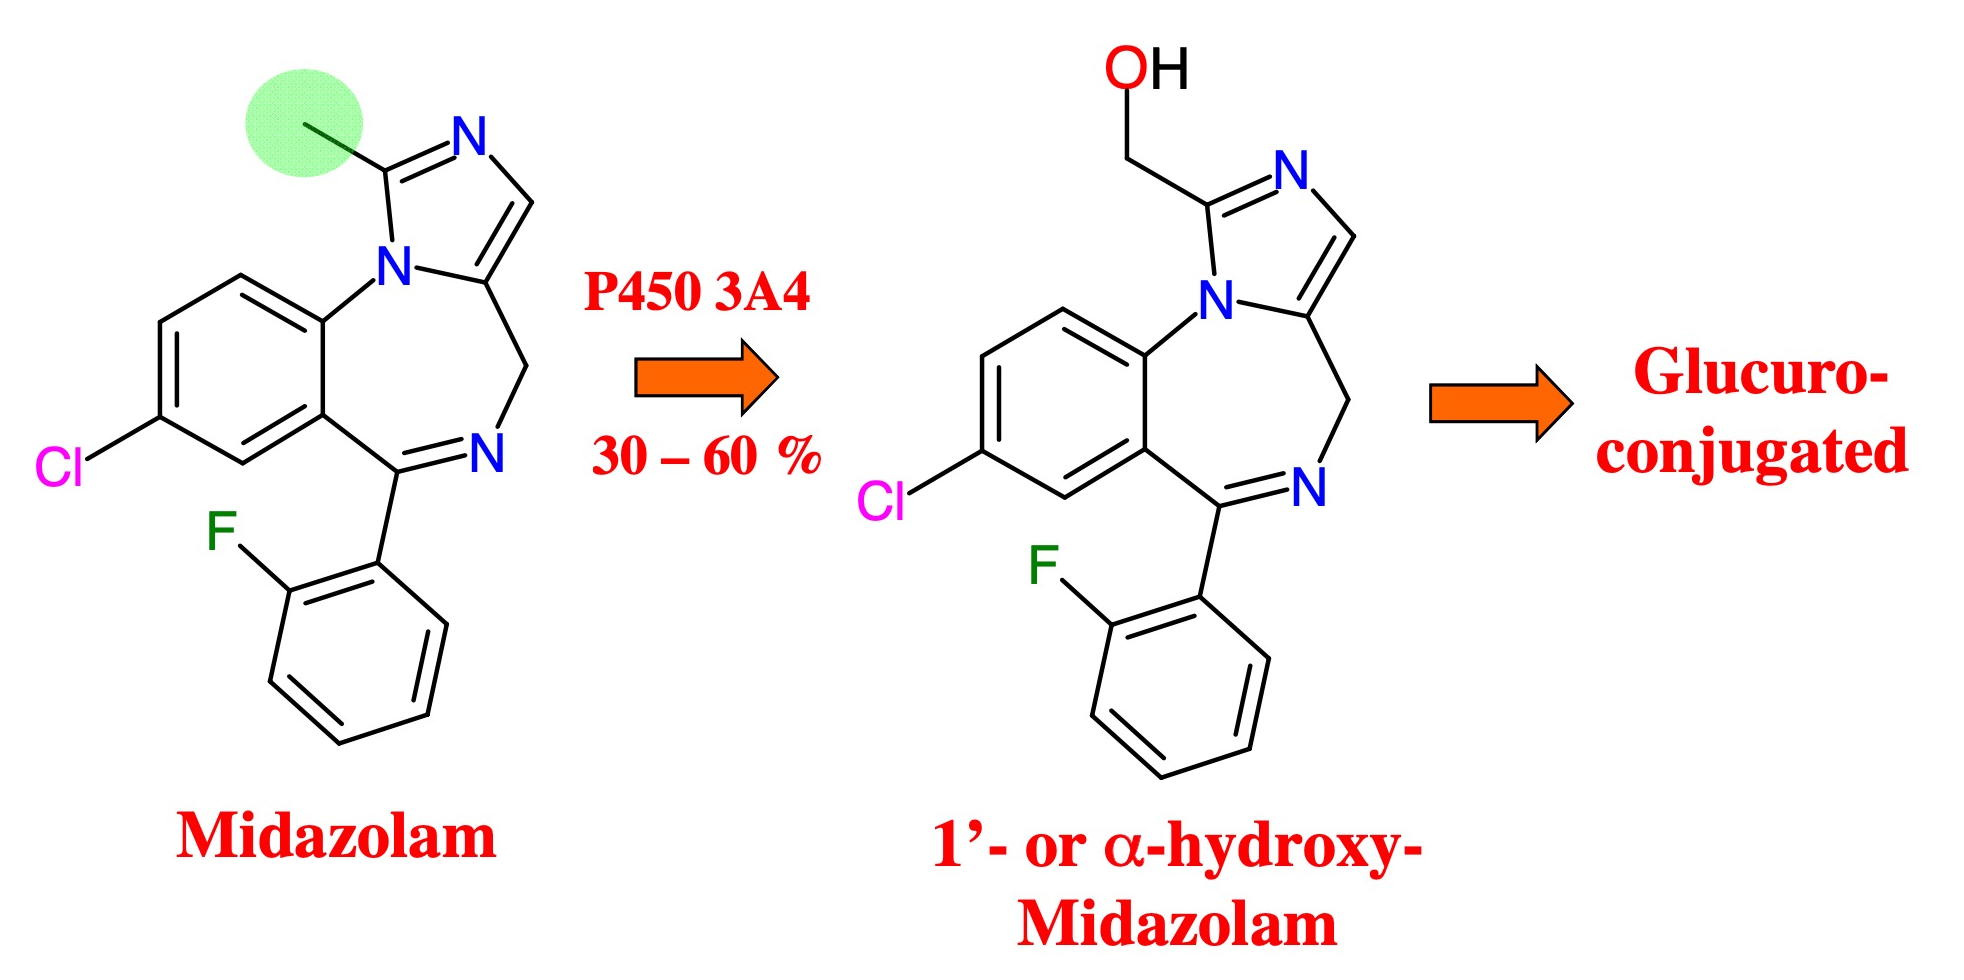 N
N
Cl
N
F
Midazolam
P450 3A4
30 – 60 %
OH
N
N
Cl
N
F
1’- or α-hydroxy-
Midazolam
Glucuro-
conjugated